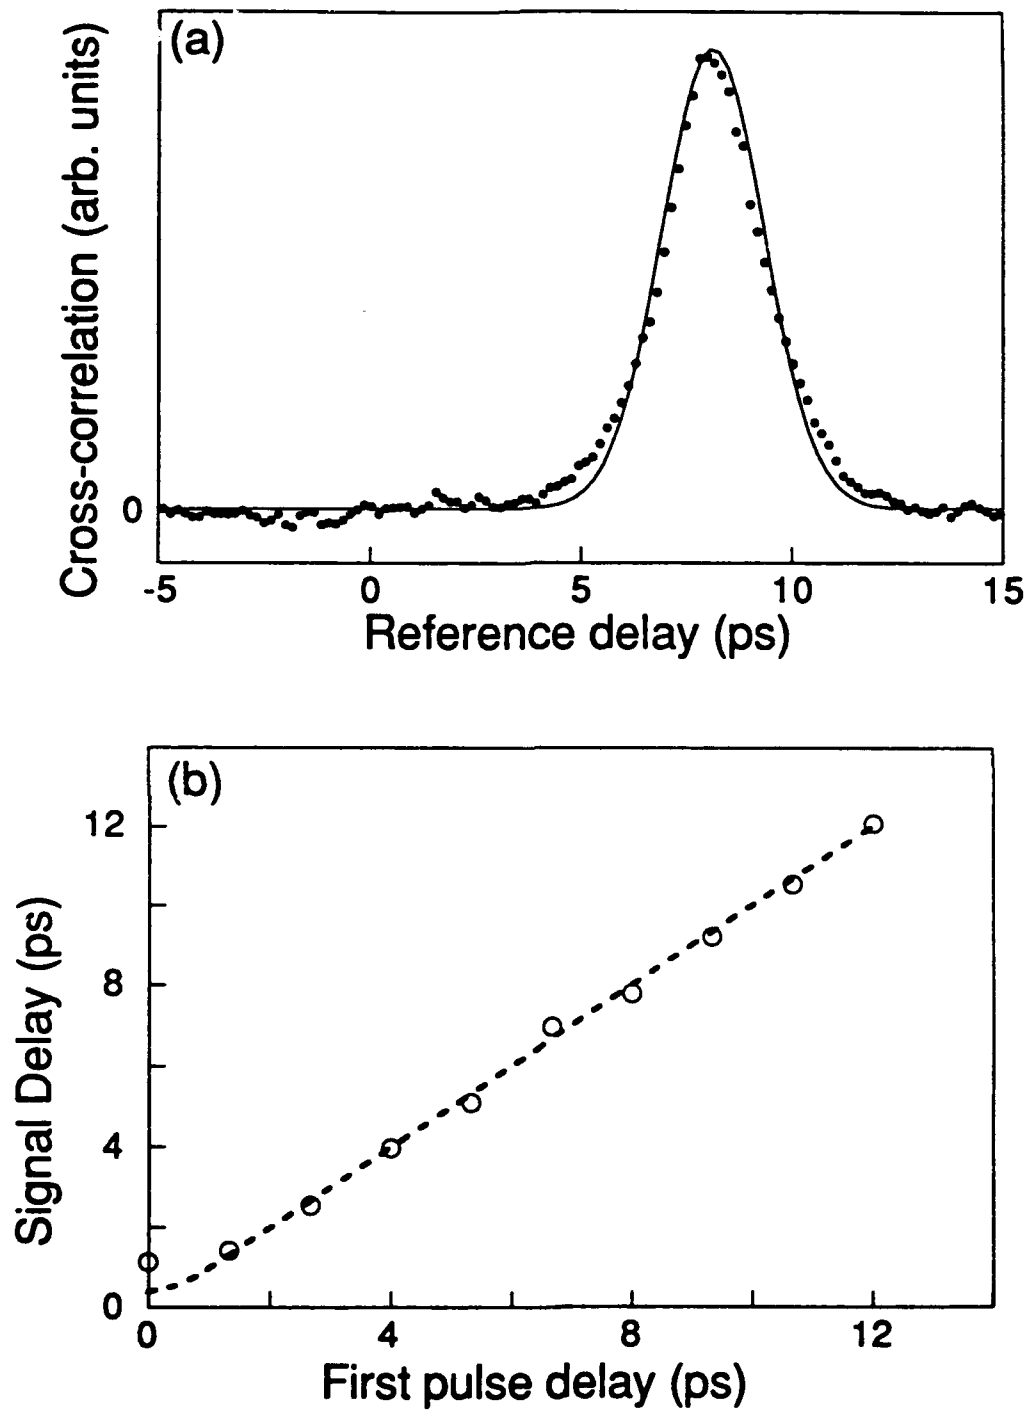 (a)
Cross-correlation (arb. units)
0
-5 0 5 10 15
Reference delay (ps)
(b)
Signal Delay (ps)
12
8
4
0
0 4 8 12
First pulse delay (ps)